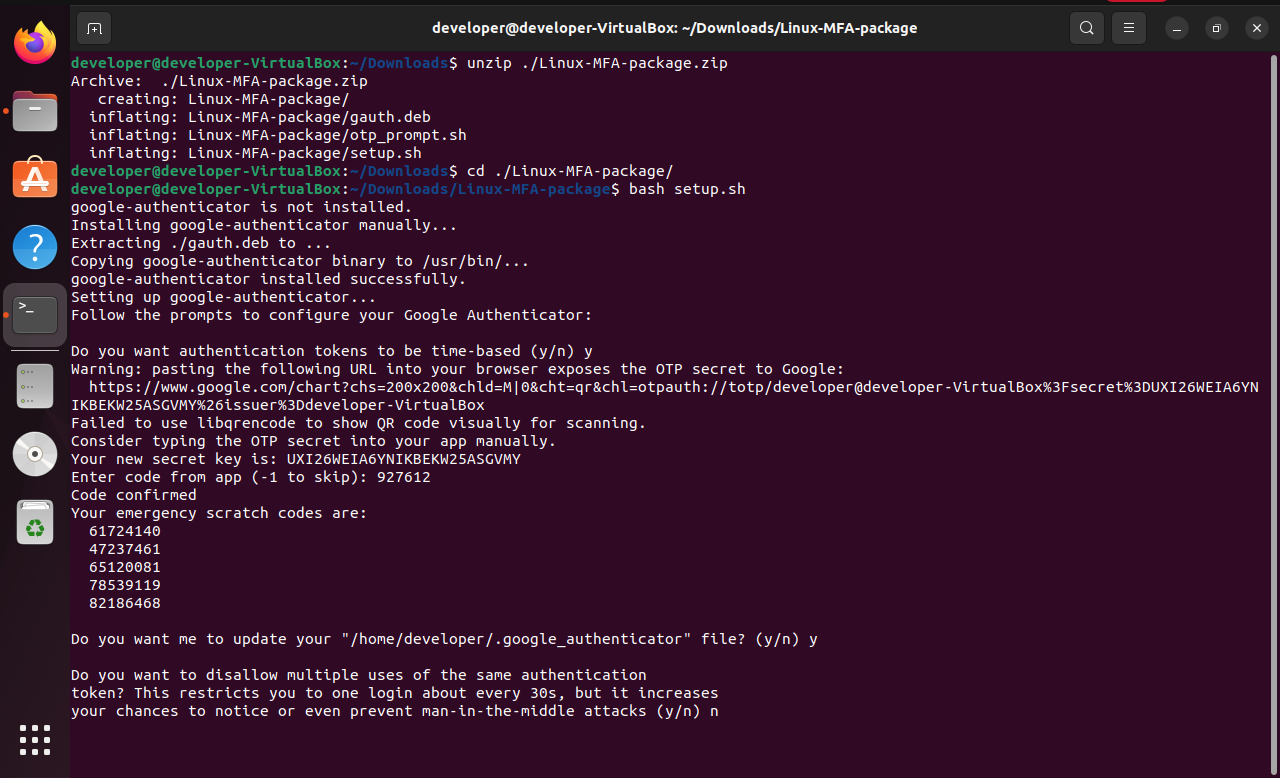 developer@developer-VirtualBox: ~/Downloads/Linux-MFA-package
developer@developer-VirtualBox:~/Downloads$ unzip ./Linux-MFA-package.zip
Archive:  ./Linux-MFA-package.zip
   creating: Linux-MFA-package/
  inflating: Linux-MFA-package/gauth.deb
  inflating: Linux-MFA-package/otp_prompt.sh
  inflating: Linux-MFA-package/setup.sh
developer@developer-VirtualBox:~/Downloads$ cd ./Linux-MFA-package/
developer@developer-VirtualBox:~/Downloads/Linux-MFA-package$ bash setup.sh
google-authenticator is not installed.
Installing google-authenticator manually...
Extracting ./gauth.deb to ...
Copying google-authenticator binary to /usr/bin/...
google-authenticator installed successfully.
Setting up google-authenticator...
Follow the prompts to configure your Google Authenticator:

Do you want authentication tokens to be time-based (y/n) y
Warning: pasting the following URL into your browser exposes the OTP secret to Google:
  https://www.google.com/chart?chs=200x200&chld=M|0&cht=qr&chl=otpauth://totp/developer@developer-VirtualBox%3Fsecret%3DUXI26WEIA6YN
IKBEKW25ASGVMY%26issuer%3Ddeveloper-VirtualBox
Failed to use libqrencode to show QR code visually for scanning.
Consider typing the OTP secret into your app manually.
Your new secret key is: UXI26WEIA6YNIKBEKW25ASGVMY
Enter code from app (-1 to skip): 927612
Code confirmed
Your emergency scratch codes are:
  61724140
  47237461
  65120081
  78539119
  82186468

Do you want me to update your "/home/developer/.google_authenticator" file? (y/n) y

Do you want to disallow multiple uses of the same authentication
token? This restricts you to one login about every 30s, but it increases
your chances to notice or even prevent man-in-the-middle attacks (y/n) n